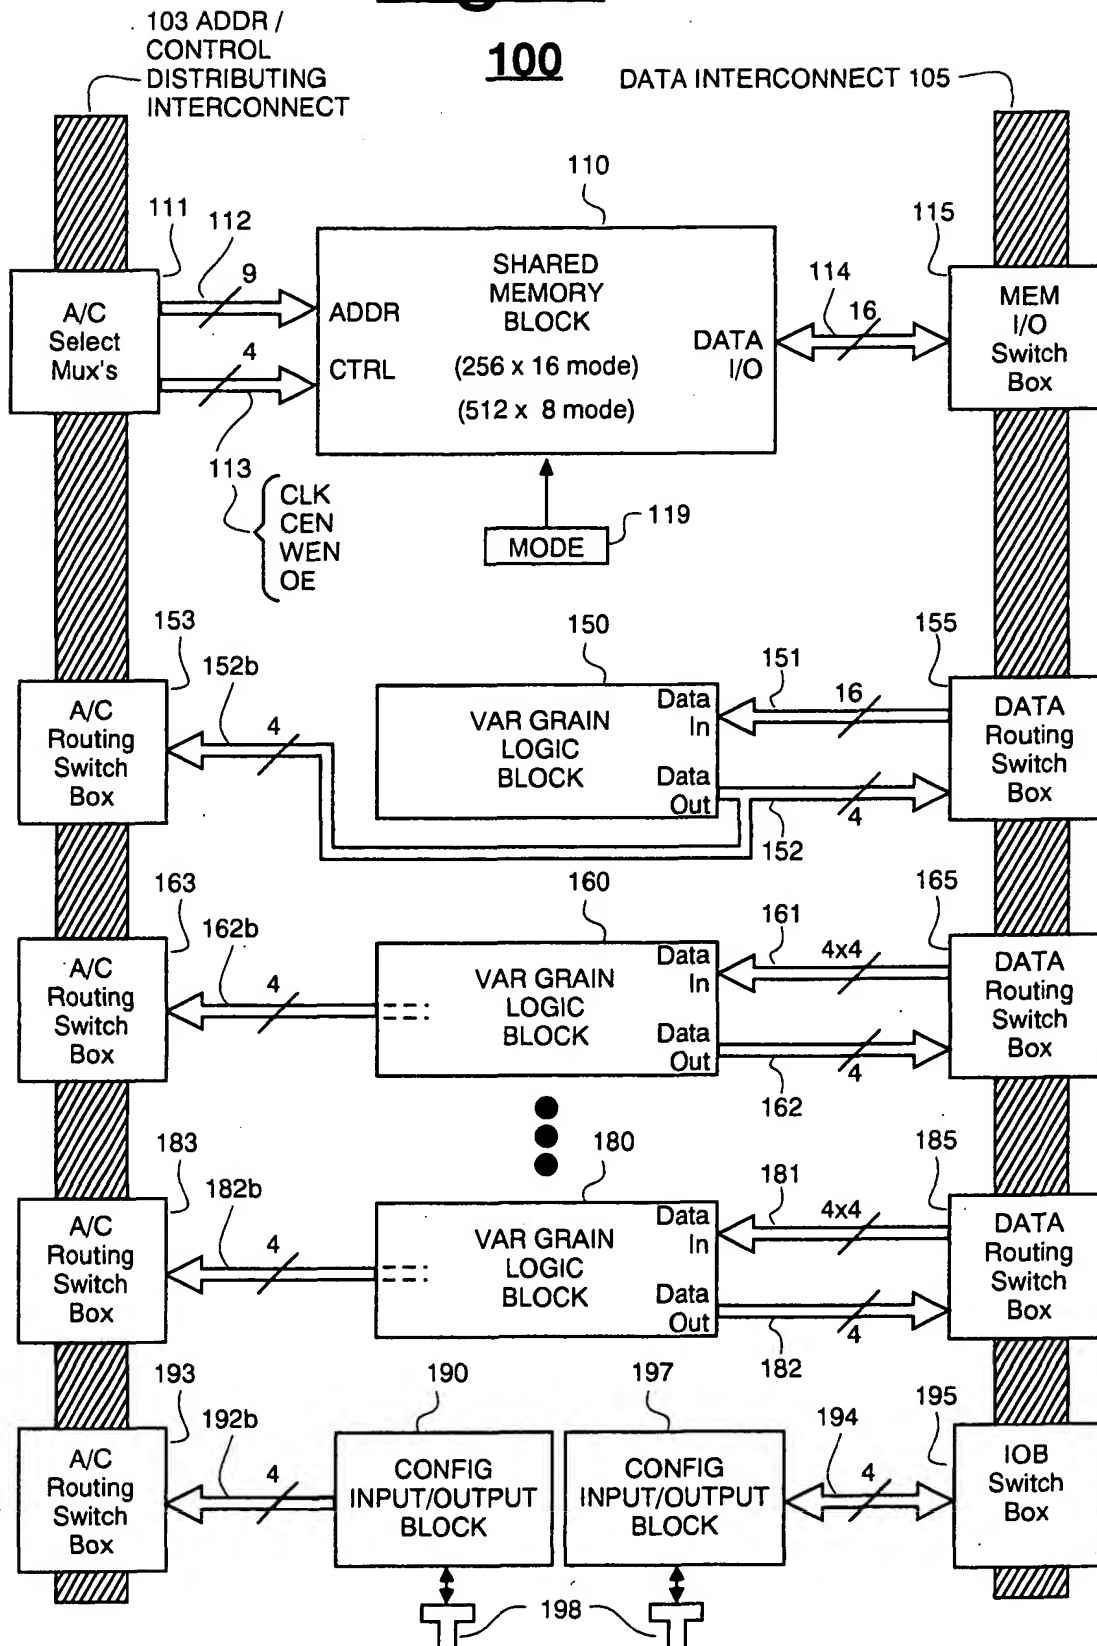 100
103 ADDR /
CONTROL
DISTRIBUTING
INTERCONNECT
DATA INTERCONNECT 105
110
111
112
115
9
114
A/C
Select
Mux's
ADDR
SHARED
MEMORY
BLOCK
16
MEM
I/O
Switch
Box
4
CTRL
(256 x 16 mode)
(512 x 8 mode)
DATA
I/O
113
CLK
CEN
WEN
OE
119
MODE
153
150
155
152b
151
16
A/C
Routing
Switch
Box
4
VAR GRAIN
LOGIC
BLOCK
Data
In
Data
Out
DATA
Routing
Switch
Box
4
152
163
160
165
162b
161
4x4
A/C
Routing
Switch
Box
4
VAR GRAIN
LOGIC
BLOCK
Data
In
Data
Out
DATA
Routing
Switch
Box
4
162
183
180
185
182b
181
4x4
A/C
Routing
Switch
Box
4
VAR GRAIN
LOGIC
BLOCK
Data
In
Data
Out
DATA
Routing
Switch
Box
4
182
193
190
197
195
192b
194
A/C
Routing
Switch
Box
4
CONFIG
INPUT/OUTPUT
BLOCK
CONFIG
INPUT/OUTPUT
BLOCK
4
IOB
Switch
Box
198